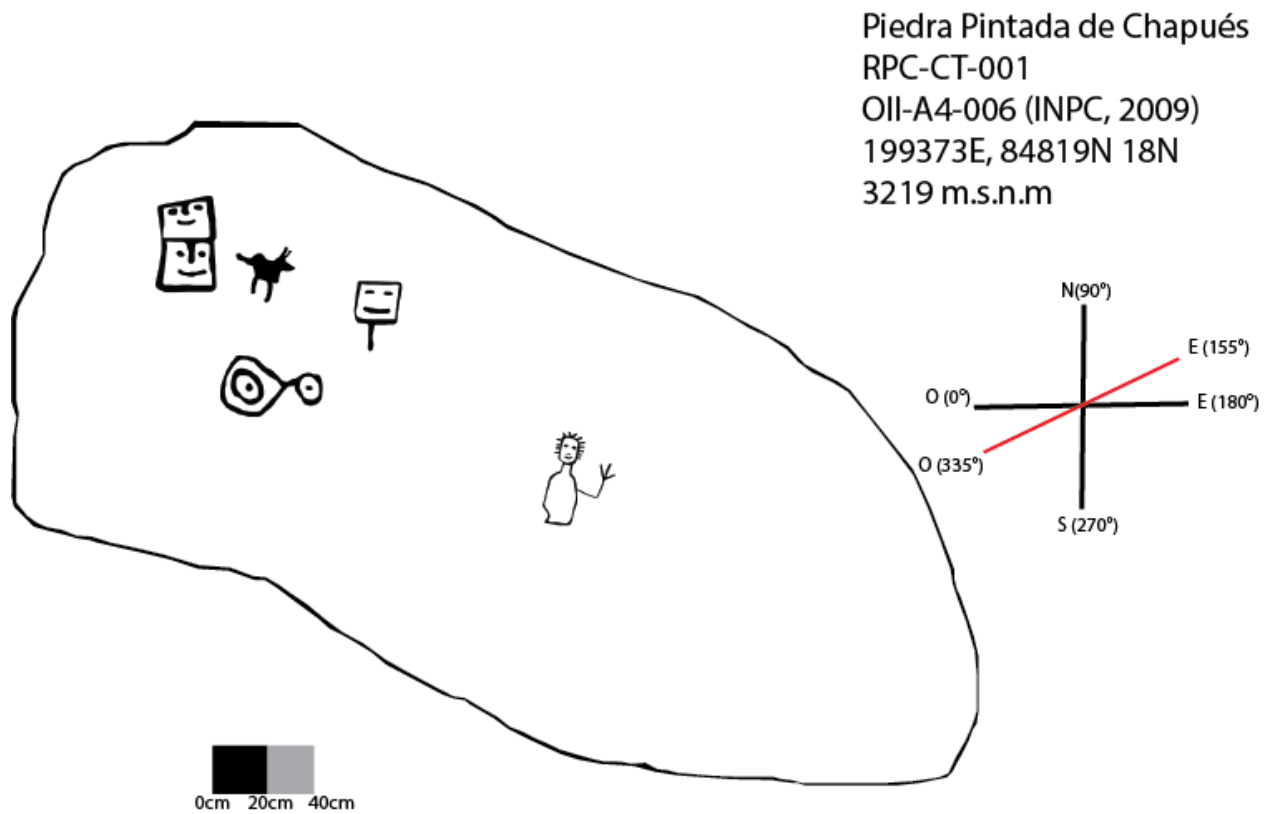 Piedra Pintada de Chapués
RPC-CT-001
OII-A4-006 (INPC, 2009)
199373E, 84819N 18N
3219 m.s.n.m
N(90°)
E (155°)
O (0°)
E (180°)
O (335°)
S (270°)
0cm 20cm 40cm